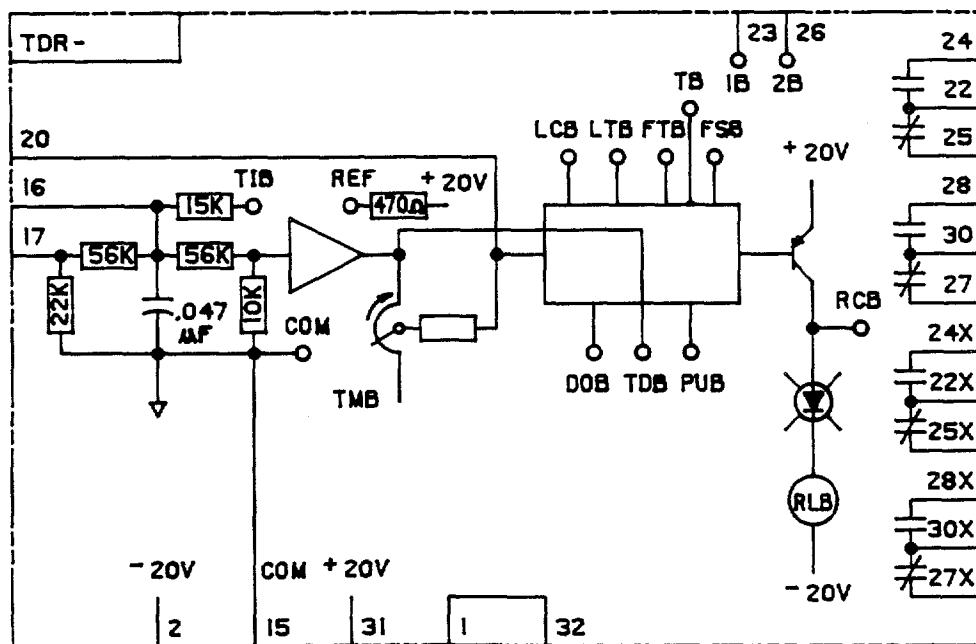 TDR-
23 26
1B 2B
24
22
25
TB
LCB LTB FTB FSB
+20V
20
16
TIB
REF
+20V
15K
470Ω
17
56K
56K
22K
.047
µF
10K
COM
TMB
DOB TDB PUB
RCB
28
30
27
24X
22X
25X
RLB
28X
30X
27X
-20V
-20V
COM
+20V
2
15
31
1
32